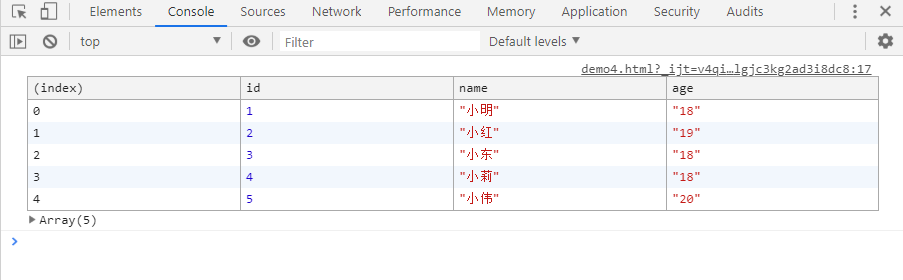 Elements Console Sources Network Performance Memory Application Security Audits
top Filter Default levels
demo4.html?_ijt=v4qi…lgjc3kg2ad3i8dc8:17
(index) id name age
0 1 "小明" "18"
1 2 "小红" "19"
2 3 "小东" "18"
3 4 "小莉" "18"
4 5 "小伟" "20"
Array(5)